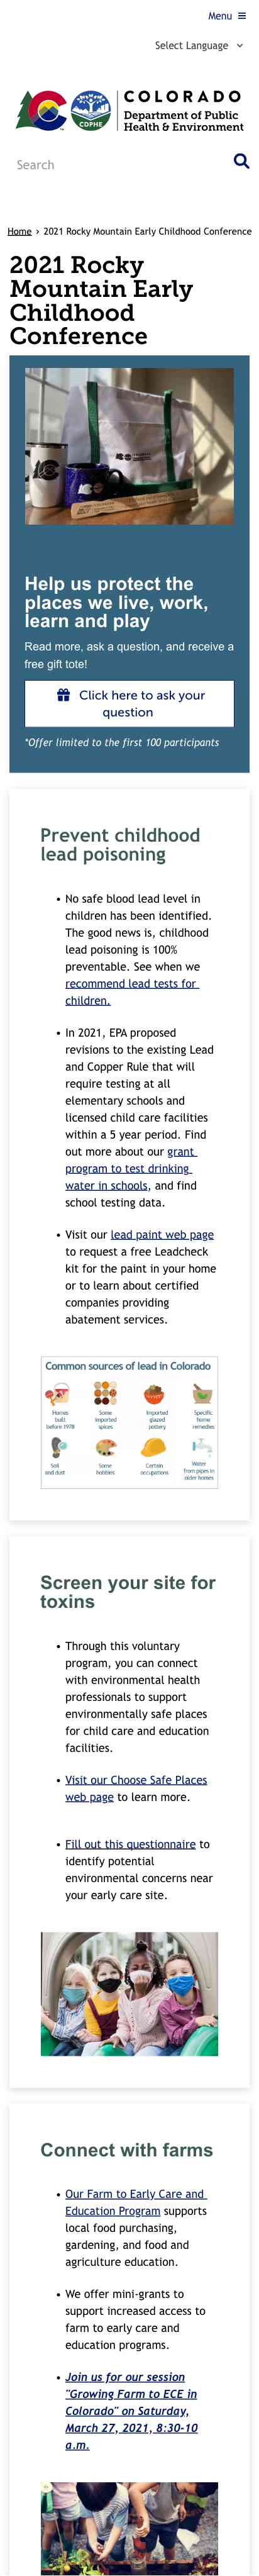 Menu
Select Language
COLORADO
Department of Public
Health & Environment
CDPHE
Search
Home › 2021 Rocky Mountain Early Childhood Conference
2021 Rocky
Mountain Early
Childhood
Conference
Help us protect the
places we live, work,
learn and play
Read more, ask a question, and receive a
free gift tote!
Click here to ask your
question
*Offer limited to the first 100 participants
Prevent childhood
lead poisoning
• No safe blood lead level in
children has been identified.
The good news is, childhood
lead poisoning is 100%
preventable. See when we
recommend lead tests for
children.
• In 2021, EPA proposed
revisions to the existing Lead
and Copper Rule that will
require testing at all
elementary schools and
licensed child care facilities
within a 5 year period. Find
out more about our grant
program to test drinking
water in schools, and find
school testing data.
• Visit our lead paint web page
to request a free Leadcheck
kit for the paint in your home
or to learn about certified
companies providing
abatement services.
Common sources of lead in Colorado
Homes built before 1978
Some imported spices
Imported glazed pottery
Specific home remedies
Soil and dust
Some hobbies
Certain occupations
Water from pipes in older homes
Screen your site for
toxins
• Through this voluntary
program, you can connect
with environmental health
professionals to support
environmentally safe places
for child care and education
facilities.
• Visit our Choose Safe Places
web page to learn more.
• Fill out this questionnaire to
identify potential
environmental concerns near
your early care site.
Connect with farms
• Our Farm to Early Care and
Education Program supports
local food purchasing,
gardening, and food and
agriculture education.
• We offer mini-grants to
support increased access to
farm to early care and
education programs.
• Join us for our session
"Growing Farm to ECE in
Colorado" on Saturday,
March 27, 2021, 8:30-10
a.m.